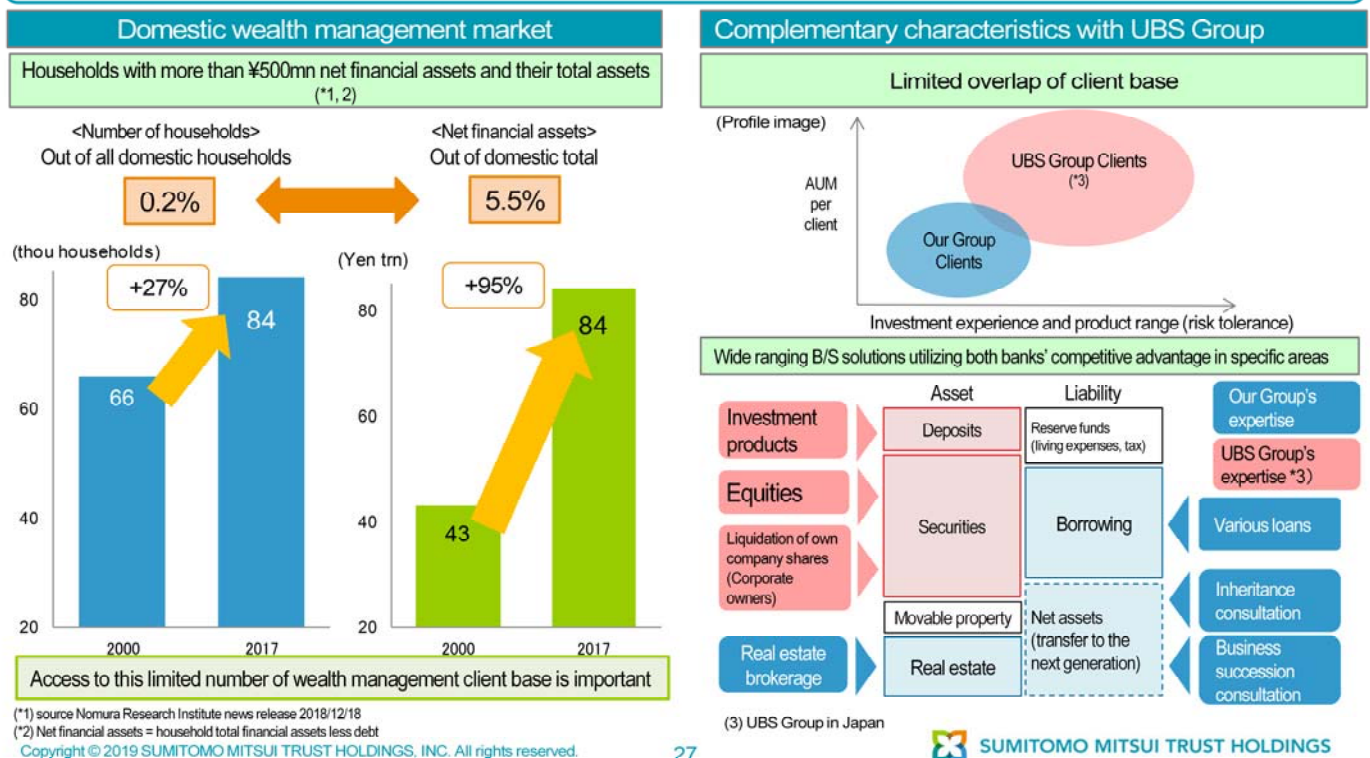 Domestic wealth management market
Households with more than ¥500mn net financial assets and their total assets
(*1, 2)
<Number of households>
Out of all domestic households
0.2%
<Net financial assets>
Out of domestic total
5.5%
(thou households)
80
60
40
20
+27%
66
84
2000
2017
(Yen trn)
80
60
40
20
+95%
43
84
2000
2017
Access to this limited number of wealth management client base is important
(*1) source Nomura Research Institute news release 2018/12/18
(*2) Net financial assets = household total financial assets less debt
Copyright © 2019 SUMITOMO MITSUI TRUST HOLDINGS, INC. All rights reserved.
27
Complementary characteristics with UBS Group
Limited overlap of client base
(Profile image)
AUM
per
client
UBS Group Clients
(*3)
Our Group
Clients
Investment experience and product range (risk tolerance)
Wide ranging B/S solutions utilizing both banks' competitive advantage in specific areas
Asset
Liability
Investment
products
Equities
Liquidation of own
company shares
(Corporate
owners)
Real estate
brokerage
Deposits
Securities
Movable property
Real estate
Reserve funds
(living expenses, tax)
Borrowing
Net assets
(transfer to the
next generation)
Our Group's
expertise
UBS Group's
expertise *3)
Various loans
Inheritance
consultation
Business
succession
consultation
(3) UBS Group in Japan
SUMITOMO MITSUI TRUST HOLDINGS